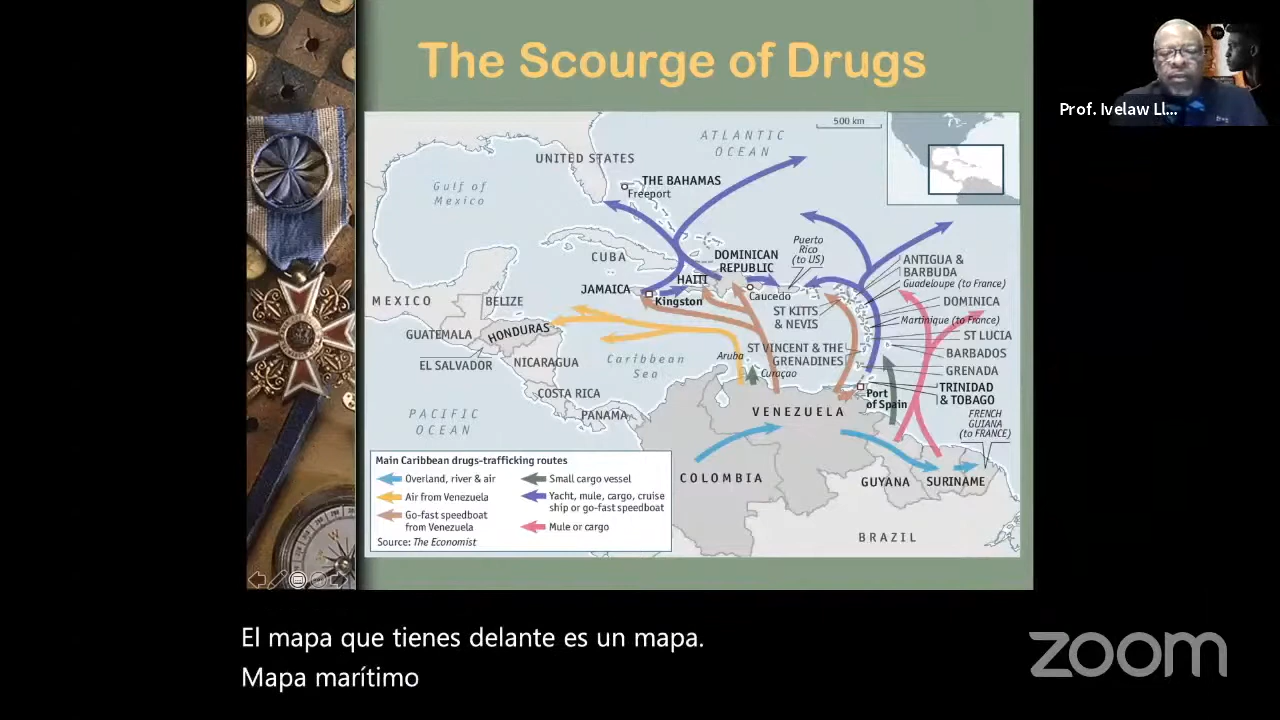 The Scourge of Drugs
Prof. Ivelaw Ll...
500 km
ATLANTIC
OCEAN
UNITED STATES
Gulf of
Mexico
THE BAHAMAS
Freeport
CUBA
DOMINICAN
REPUBLIC
Puerto
Rico
(to US)
HAITI
JAMAICA
Kingston
Caucedo
ANTIGUA &
BARBUDA
Guadeloupe (to France)
DOMINICA
Martinique (to France)
ST LUCIA
BARBADOS
GRENADA
TRINIDAD
& TOBAGO
ST KITTS
& NEVIS
ST VINCENT & THE
GRENADINES
MEXICO
BELIZE
GUATEMALA
HONDURAS
EL SALVADOR
NICARAGUA
COSTA RICA
PANAMA
Caribbean
Sea
Aruba
Curaçao
PACIFIC
OCEAN
VENEZUELA
Port
of Spain
FRENCH
GUIANA
(to FRANCE)
COLOMBIA
GUYANA
SURINAME
BRAZIL
Main Caribbean drugs-trafficking routes
Overland, river & air
Air from Venezuela
Go-fast speedboat
from Venezuela
Small cargo vessel
Yacht, mule, cargo, cruise
ship or go-fast speedboat
Mule or cargo
Source: The Economist
El mapa que tienes delante es un mapa.
Mapa marítimo
zoom